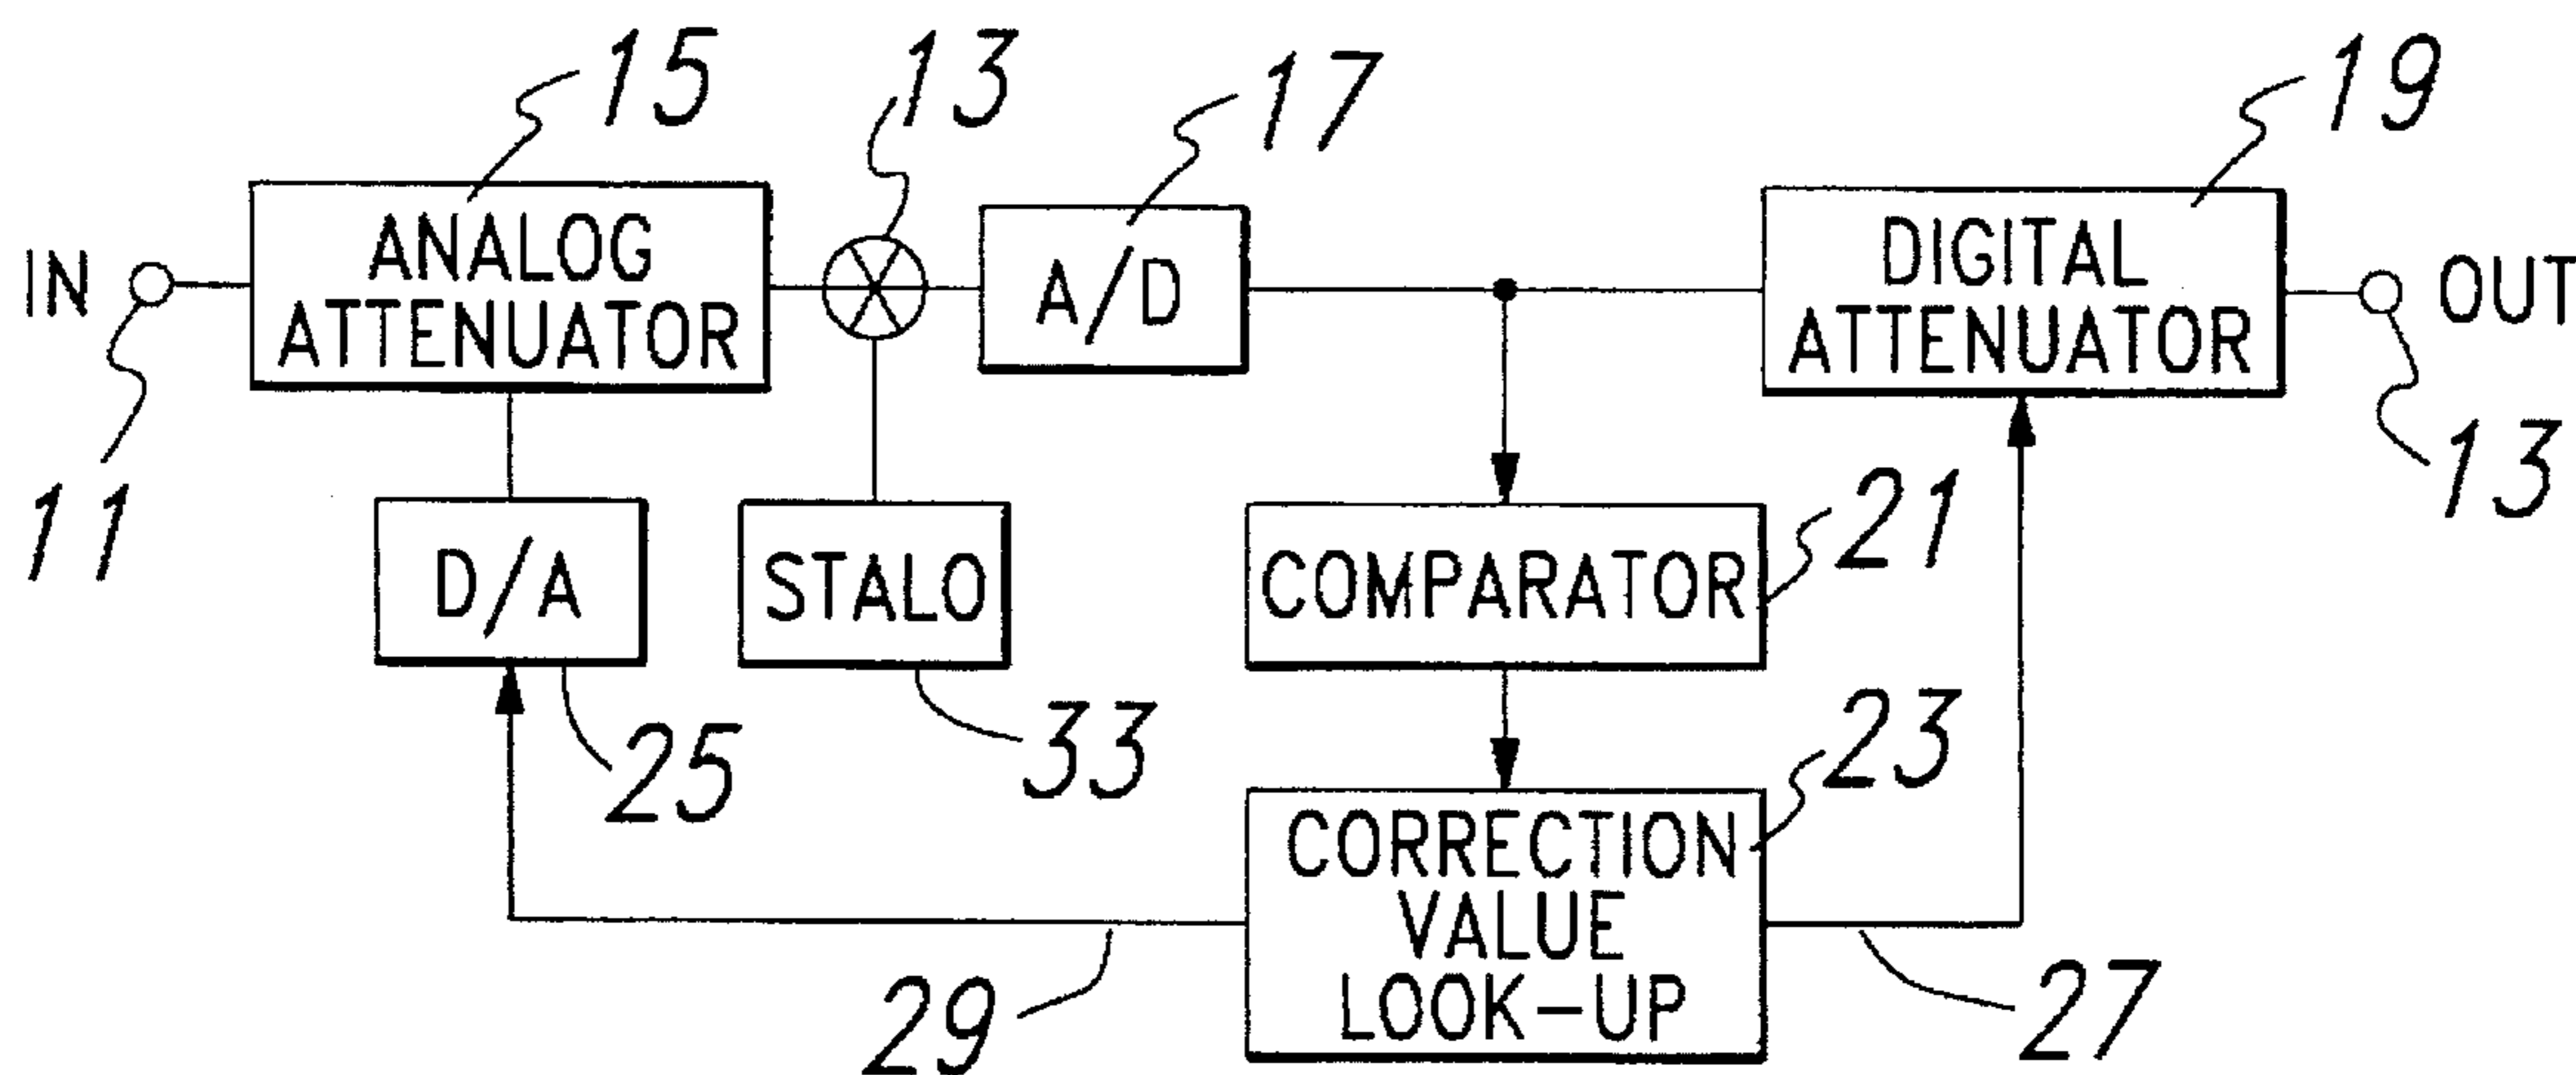 15
13
17
19
IN
ANALOG
ATTENUATOR
A/D
DIGITAL
ATTENUATOR
OUT
11
13
D/A
STALO
COMPARATOR
21
25
33
23
CORRECTION
VALUE
LOOK-UP
29
27